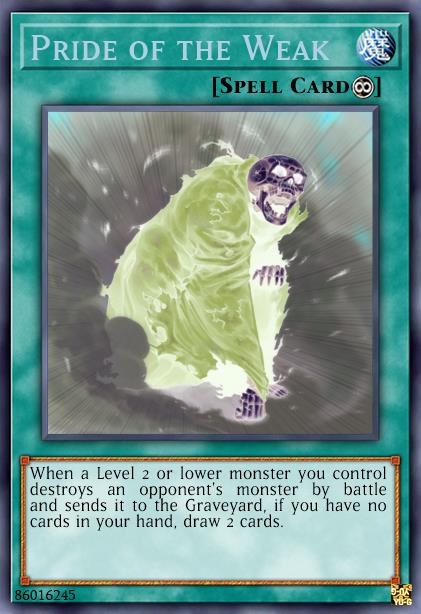 Pride of the Weak
[Spell Card]
When a Level 2 or lower monster you control
destroys an opponent's monster by battle
and sends it to the Graveyard, if you have no
cards in your hand, draw 2 cards.
86016245